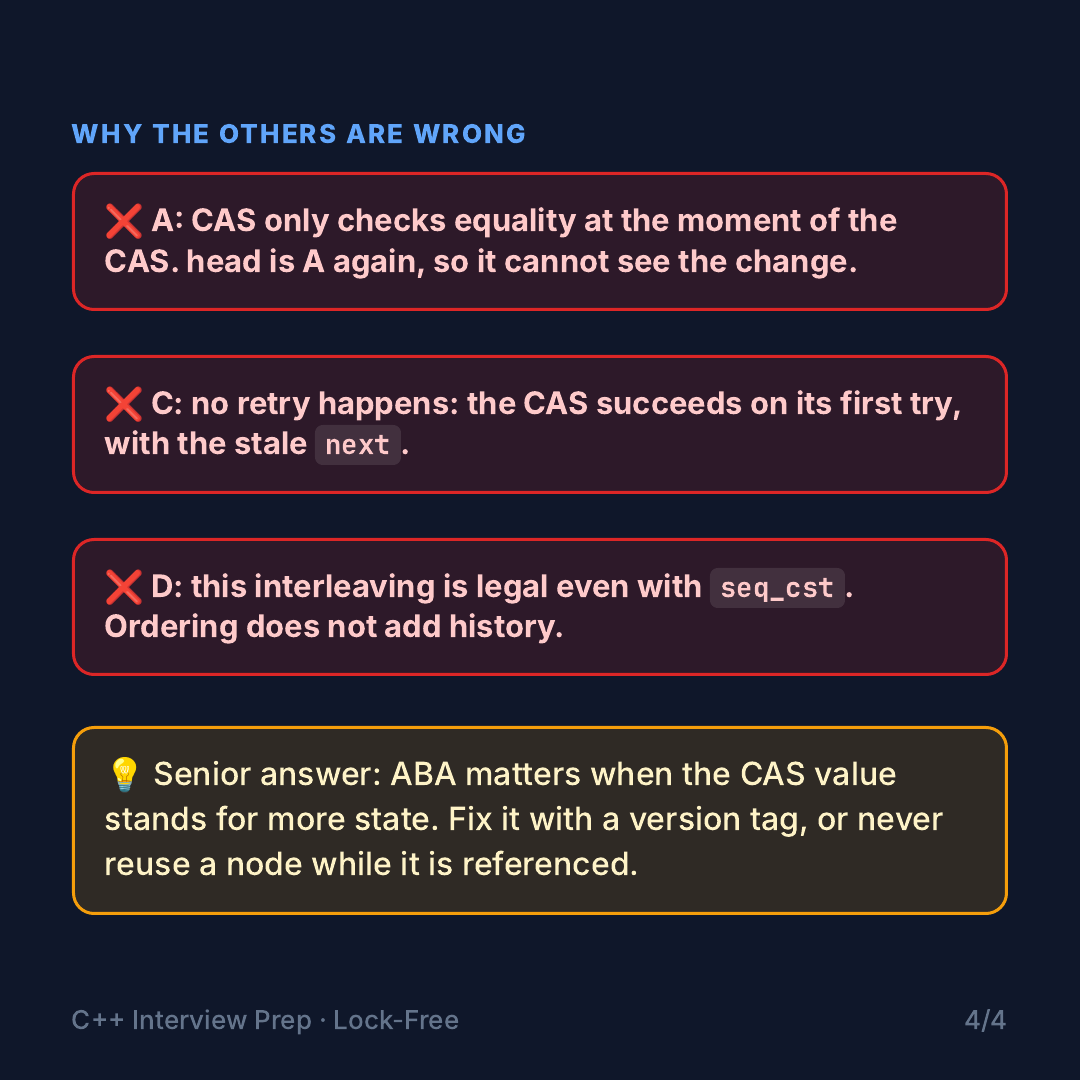 WHY THE OTHERS ARE WRONG
❌ A: CAS only checks equality at the moment of the
CAS. head is A again, so it cannot see the change.
❌ C: no retry happens: the CAS succeeds on its first try,
with the stale next.
❌ D: this interleaving is legal even with seq_cst.
Ordering does not add history.
💡 Senior answer: ABA matters when the CAS value
stands for more state. Fix it with a version tag, or never
reuse a node while it is referenced.
C++ Interview Prep · Lock-Free
4/4